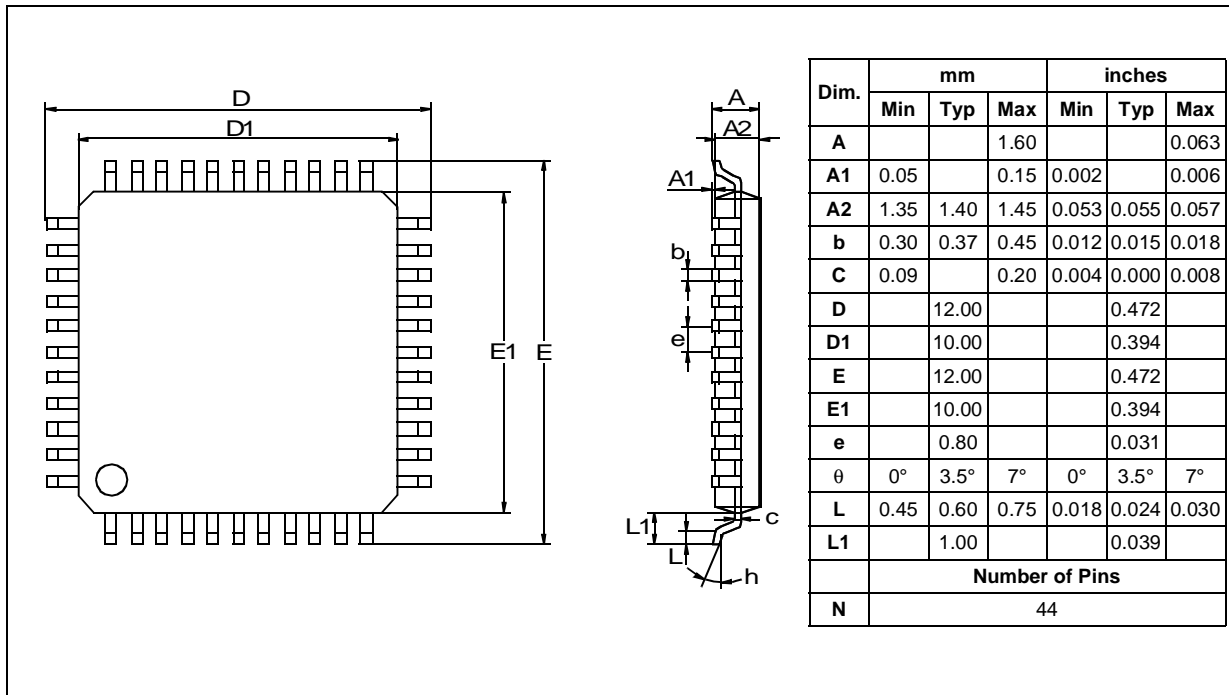 D
D1
E1 E
A
A2
A1
b
e
c
L1
L
h
Dim. mm inches
Min Typ Max Min Typ Max
A 1.60 0.063
A1 0.05 0.15 0.002 0.006
A2 1.35 1.40 1.45 0.053 0.055 0.057
b 0.30 0.37 0.45 0.012 0.015 0.018
C 0.09 0.20 0.004 0.000 0.008
D 12.00 0.472
D1 10.00 0.394
E 12.00 0.472
E1 10.00 0.394
e 0.80 0.031
θ 0° 3.5° 7° 0° 3.5° 7°
L 0.45 0.60 0.75 0.018 0.024 0.030
L1 1.00 0.039
Number of Pins
N 44